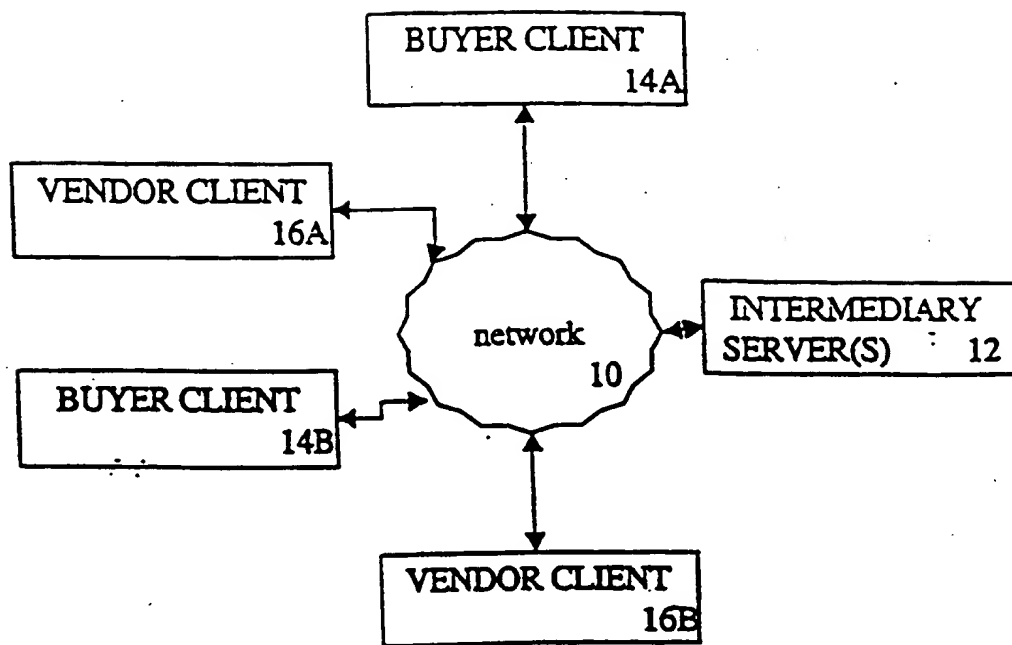 BUYER CLIENT
14A
VENDOR CLIENT
16A
network
10
INTERMEDIARY
SERVER(S) 12
BUYER CLIENT
14B
VENDOR CLIENT
16B